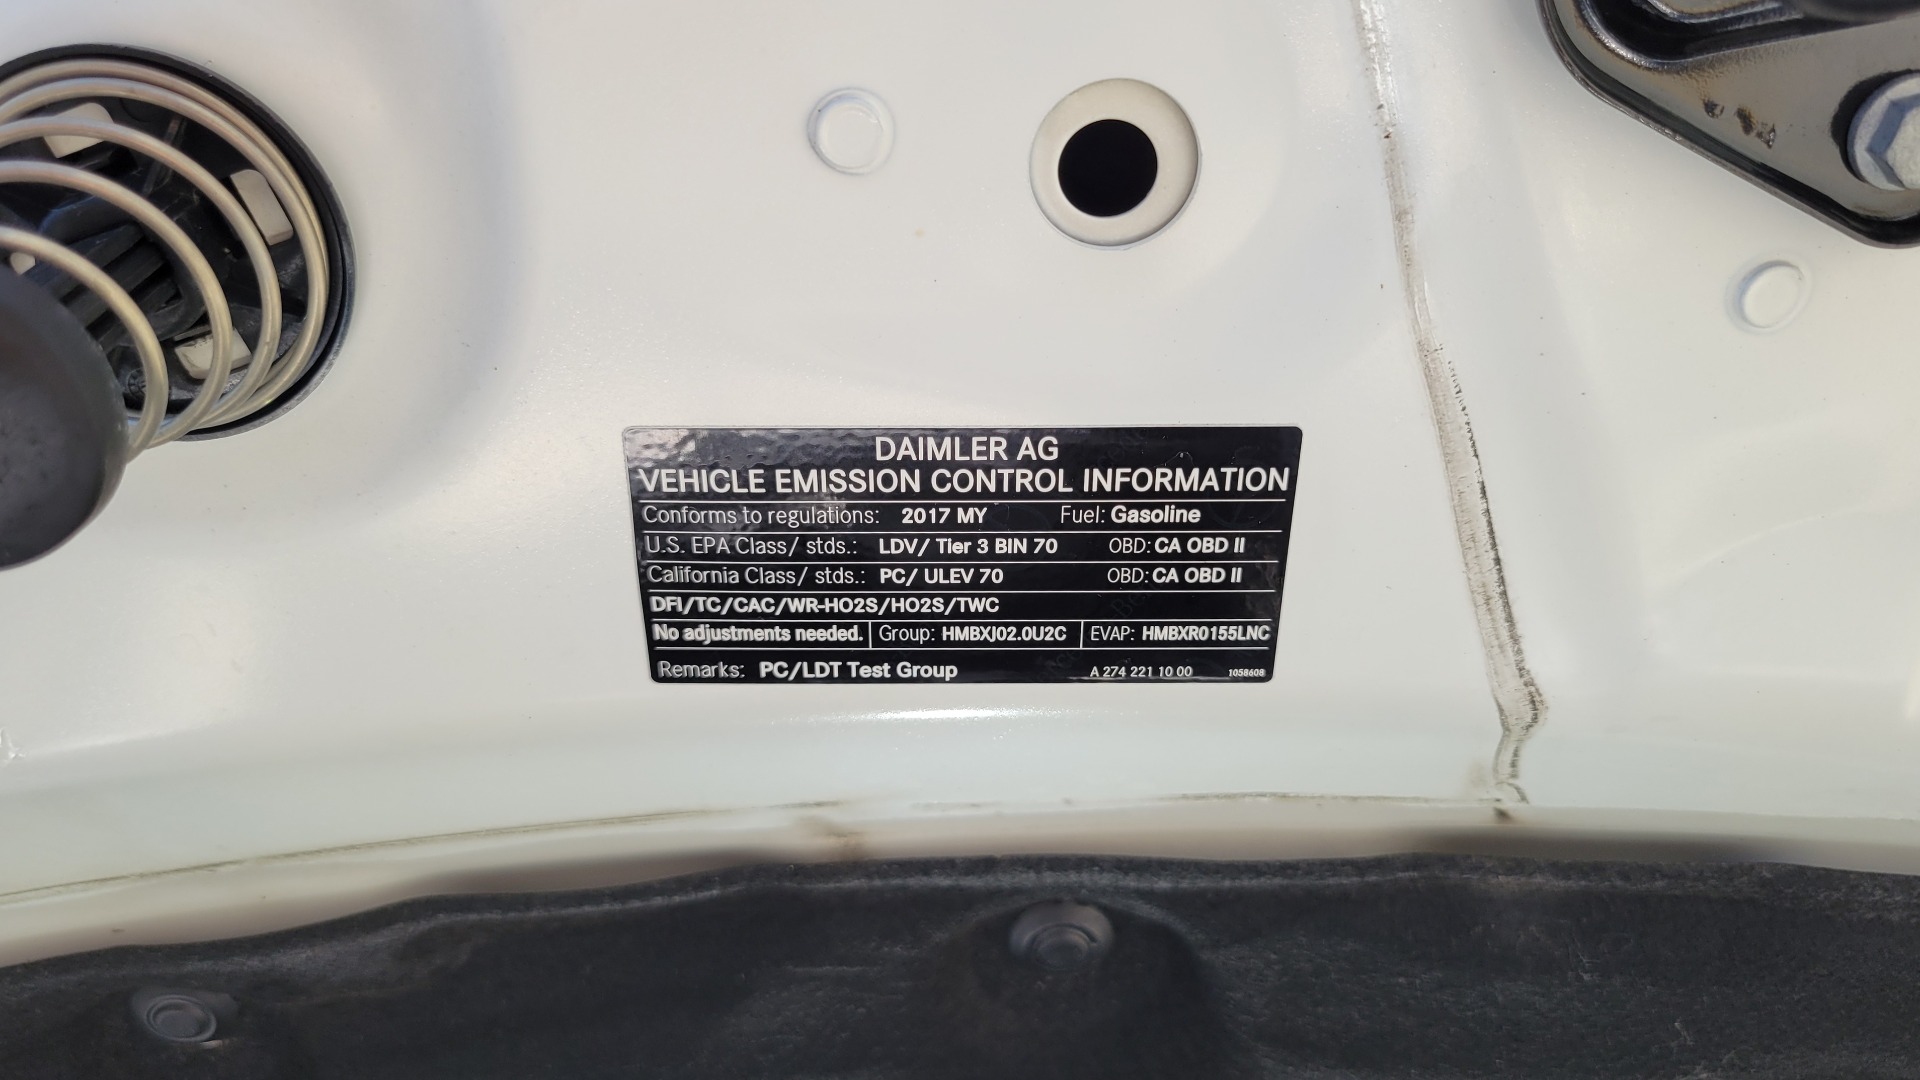 DAIMLER AG
VEHICLE EMISSION CONTROL INFORMATION
Conforms to regulations: 2017 MY Fuel: Gasoline
U.S. EPA Class/ stds.: LDV/ Tier 3 BIN 70 OBD: CA OBD II
California Class/ stds.: PC/ ULEV 70 OBD: CA OBD II
DFI/TC/CAC/WR-HO2S/HO2S/TWC
No adjustments needed. Group: HMBXJ02.0U2C EVAP: HMBXR0155LNC
Remarks: PC/LDT Test Group A 274 221 10 00 1058608